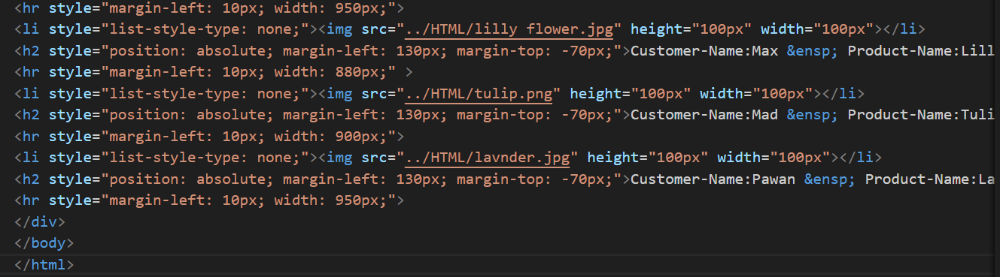 <hr style="margin-left: 10px; width: 950px;">
<li style="list-style-type: none;"><img src="../HTML/lilly flower.jpg" height="100px" width="100px"></li>
<h2 style="position: absolute; margin-left: 130px; margin-top: -70px;">Customer-Name:Max &ensp; Product-Name:Lill
<hr style="margin-left: 10px; width: 880px;" >
<li style="list-style-type: none;"><img src="../HTML/tulip.png" height="100px" width="100px"></li>
<h2 style="position: absolute; margin-left: 130px; margin-top: -70px;">Customer-Name:Mad &ensp; Product-Name:Tuli
<hr style="margin-left: 10px; width: 900px;">
<li style="list-style-type: none;"><img src="../HTML/lavnder.jpg" height="100px" width="100px"></li>
<h2 style="position: absolute; margin-left: 130px; margin-top: -70px;">Customer-Name:Pawan &ensp; Product-Name:La
<hr style="margin-left: 10px; width: 950px;">
</div>
</body>
</html>